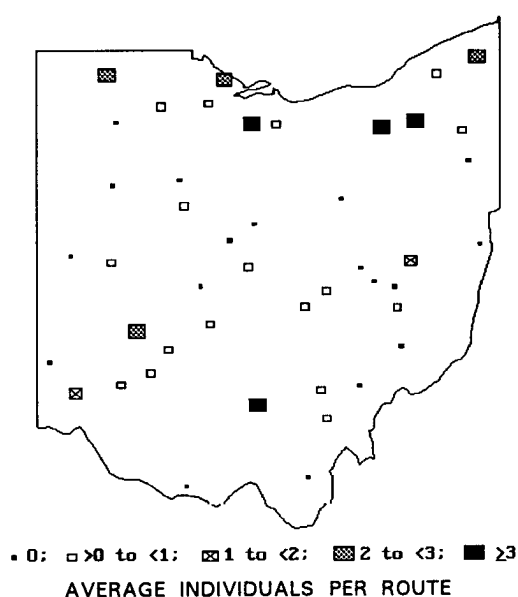 0; >0 to <1; 1 to <2; 2 to <3; ≥3
AVERAGE INDIVIDUALS PER ROUTE